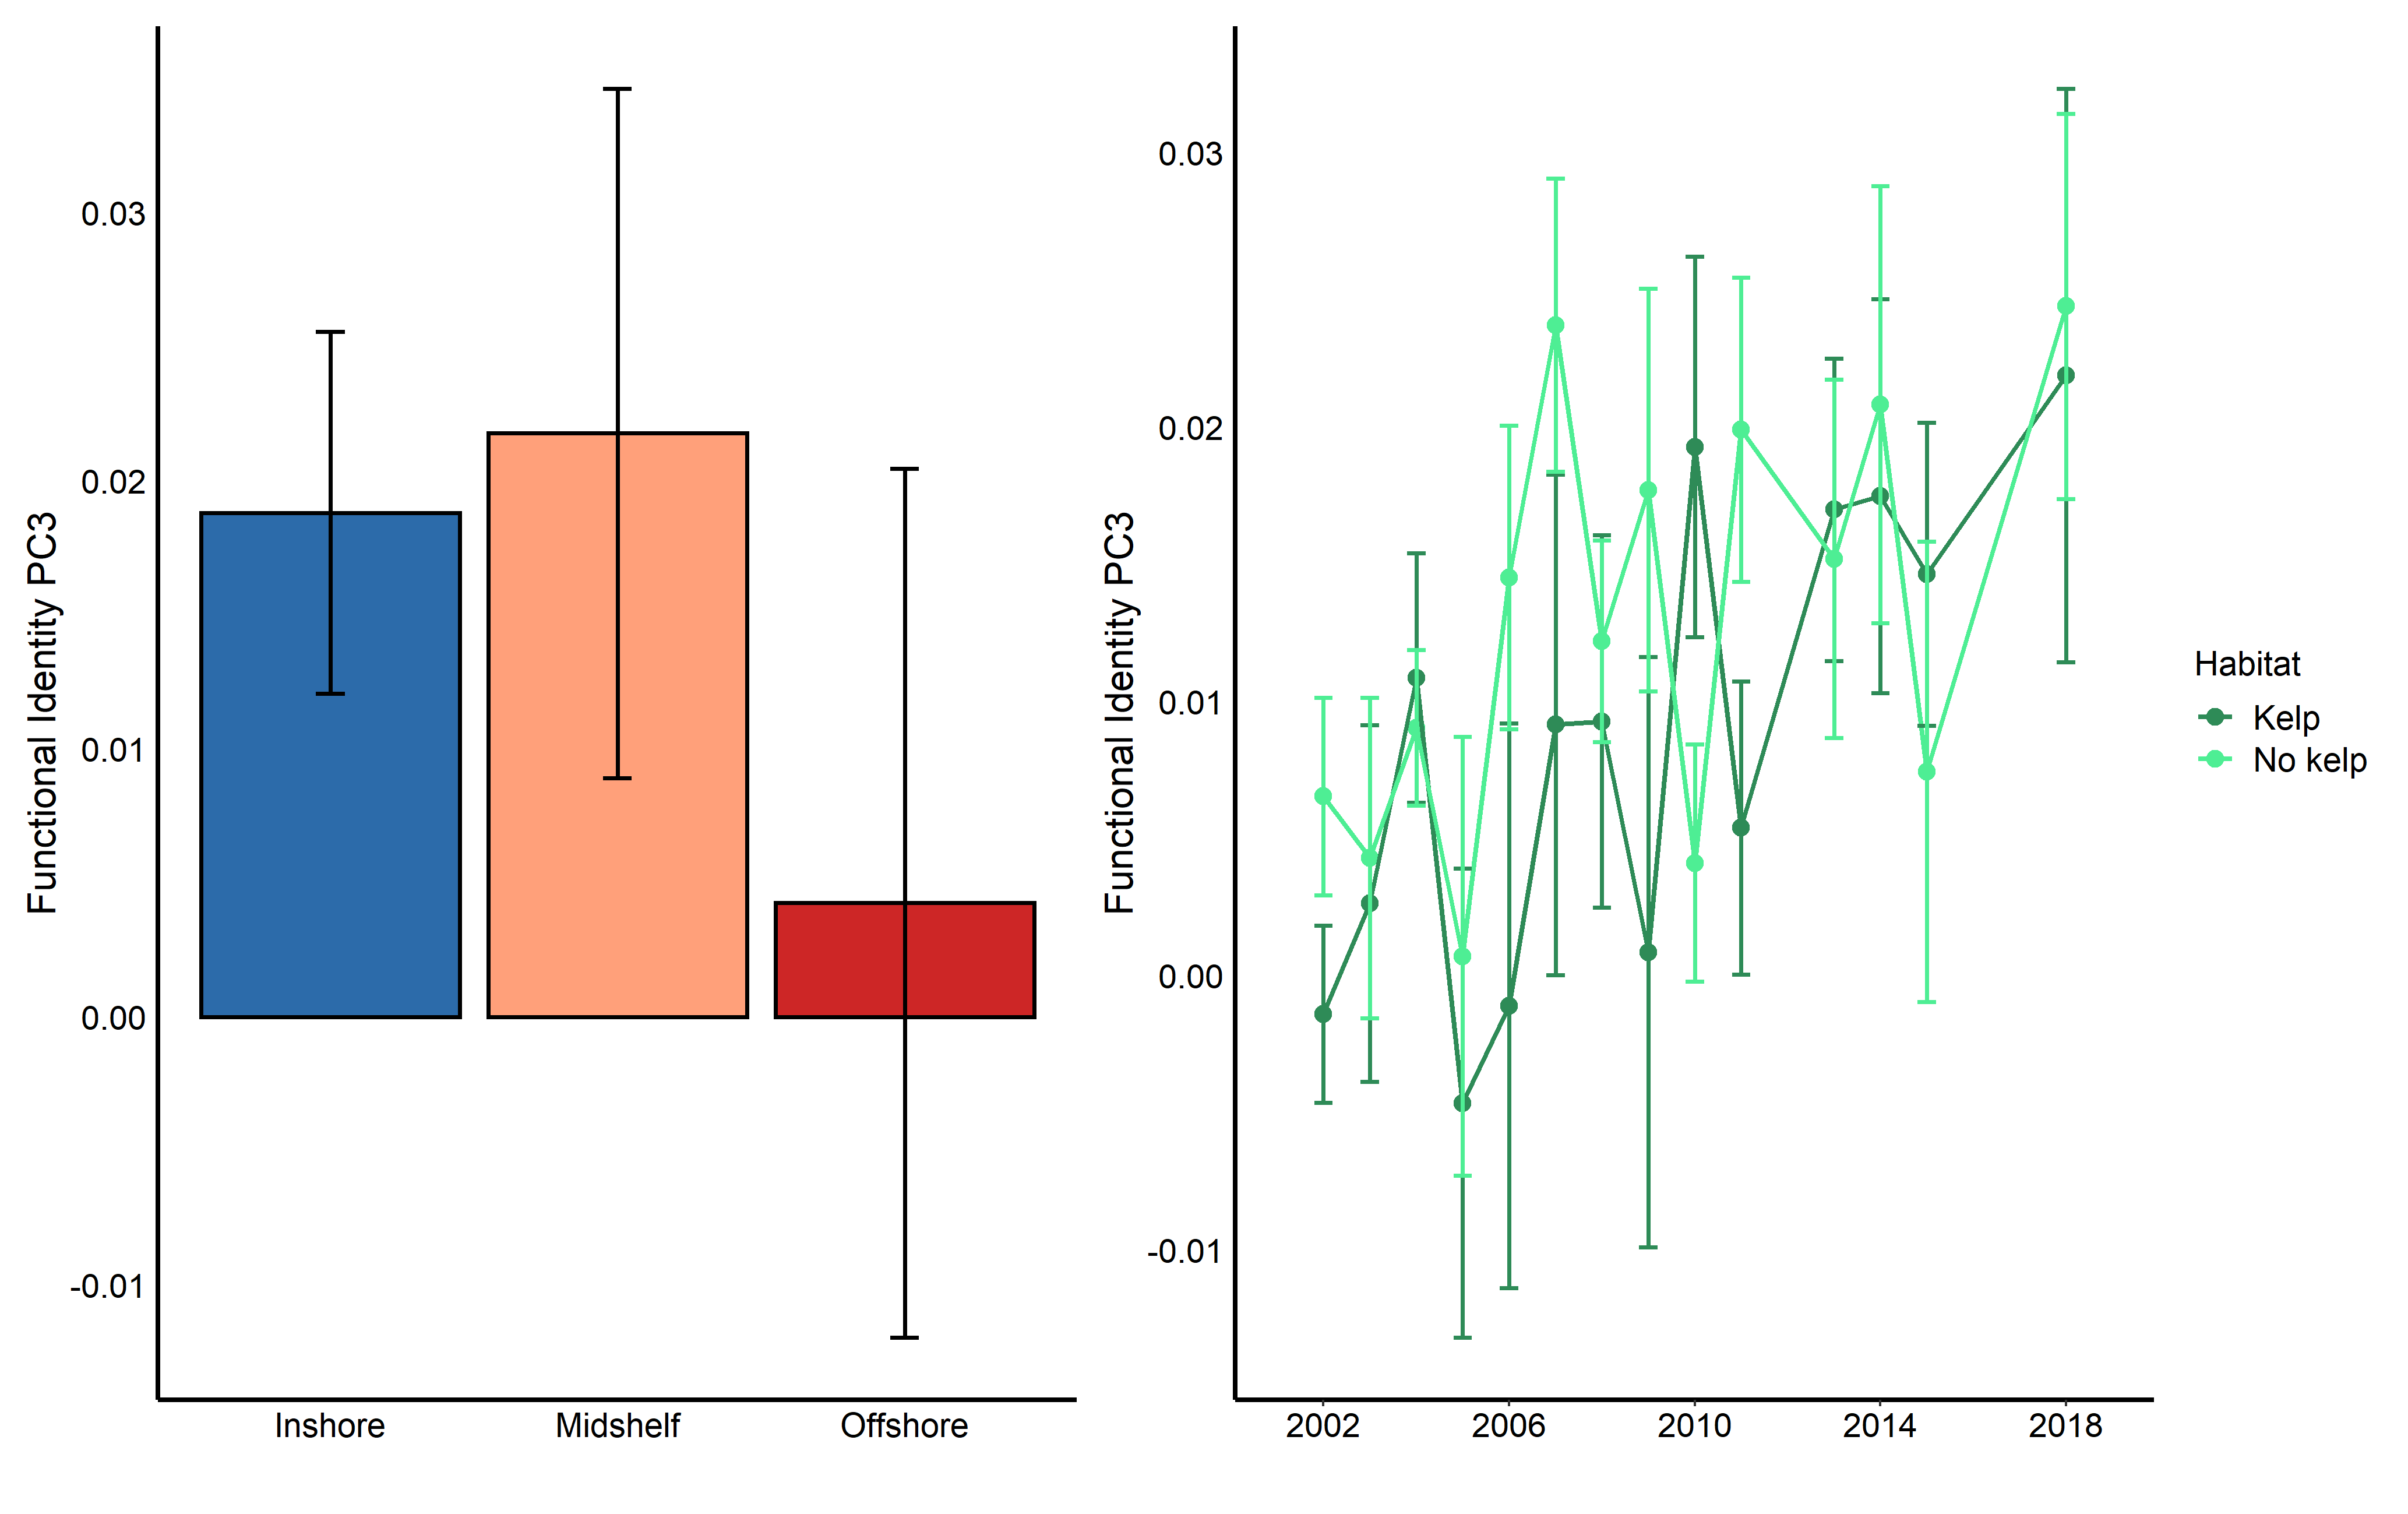 Functional Identity PC3
0.03
0.02
0.01
0.00
-0.01
Inshore Midshelf Offshore
Functional Identity PC3
0.03
0.02
0.01
0.00
-0.01
2002 2006 2010 2014 2018
Habitat
Kelp
No kelp